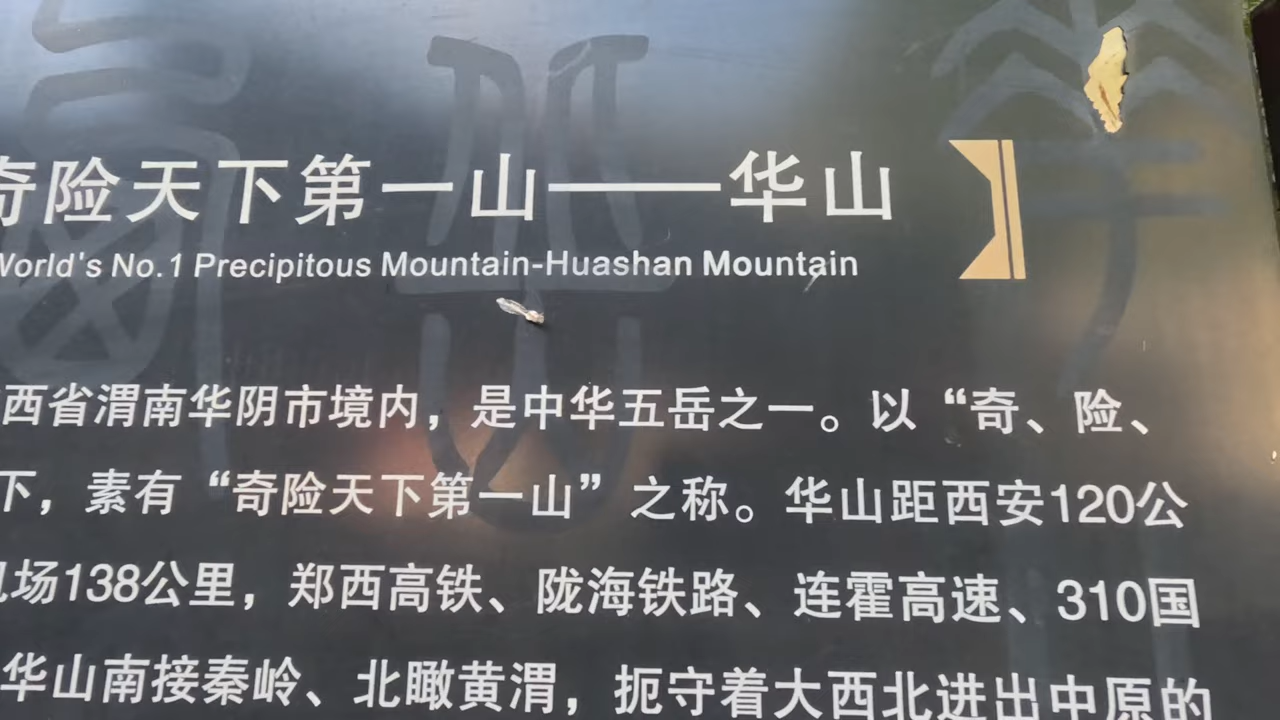 奇险天下第一山——华山
World's No.1 Precipitous Mountain-Huashan Mountain
西省渭南华阴市境内，是中华五岳之一。以“奇、险、
下，素有“奇险天下第一山”之称。华山距西安120公
机场138公里，郑西高铁、陇海铁路、连霍高速、310国
华山南接秦岭、北瞰黄渭，扼守着大西北进出中原的